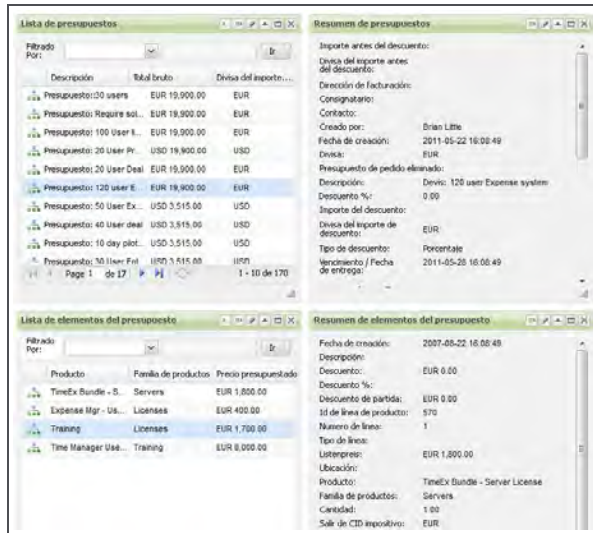 Lista de presupuestos
Filtrado Por:
Ir
Descripción Total bruto Divisa del importe....
Presupuesto:30 users EUR 19,900.00 EUR
Presupuesto: Require sol... EUR 19,900.00 EUR
Presupuesto: 100 User li... EUR 19,900.00 EUR
Presupuesto: 20 User Pr... USD 19,900.00 USD
Presupuesto: 20 User Deal EUR 19,900.00 EUR
Presupuesto: 120 user E... EUR 19,900.00 EUR
Presupuesto: 50 User Ex... USD 3,515.00 USD
Presupuesto: 40 User deal USD 3,515.00 USD
Presupuesto: 10 day pilot... USD 3,515.00 USD
Presupuesto: 30 User Ent... USD 3,515.00 USD
Page 1 de 17 1 - 10 de 170
Resumen de presupuestos
Importe antes del descuento:
Divisa del importe antes del descuento:
Dirección de facturación:
Consignatario:
Contacto:
Creado por: Brian Little
Fecha de creación: 2011-05-22 16:08:49
Divisa: EUR
Presupuesto de pedido eliminado:
Descripción: Devis: 120 user Expense system
Descuento %: 0.00
Importe del descuento:
Divisa del importe de descuento: EUR
Tipo de descuento: Porcentaje
Vencimiento / Fecha de entrega: 2011-05-28 16:08:49
Lista de elementos del presupuesto
Filtrado Por:
Ir
Producto Familia de productos Precio presupuestado
TimeEx Bundle - S... Servers EUR 1,800.00
Expense Mgr - Us... Licenses EUR 400.00
Training Licenses EUR 1,700.00
Time Manager Use... Training EUR 8,000.00
Resumen de elementos del presupuesto
Fecha de creación: 2007-08-22 16:08:49
Descripción:
Descuento: EUR 0.00
Descuento %:
Descuento de partida: EUR 0.00
Id de línea de producto: 570
Numero de línea: 1
Tipo de línea:
Listenpreis: EUR 1,800.00
Ubicación:
Producto: TimeEx Bundle - Server License
Familia de productos: Servers
Cantidad: 1.00
Salir de CID impositivo: EUR